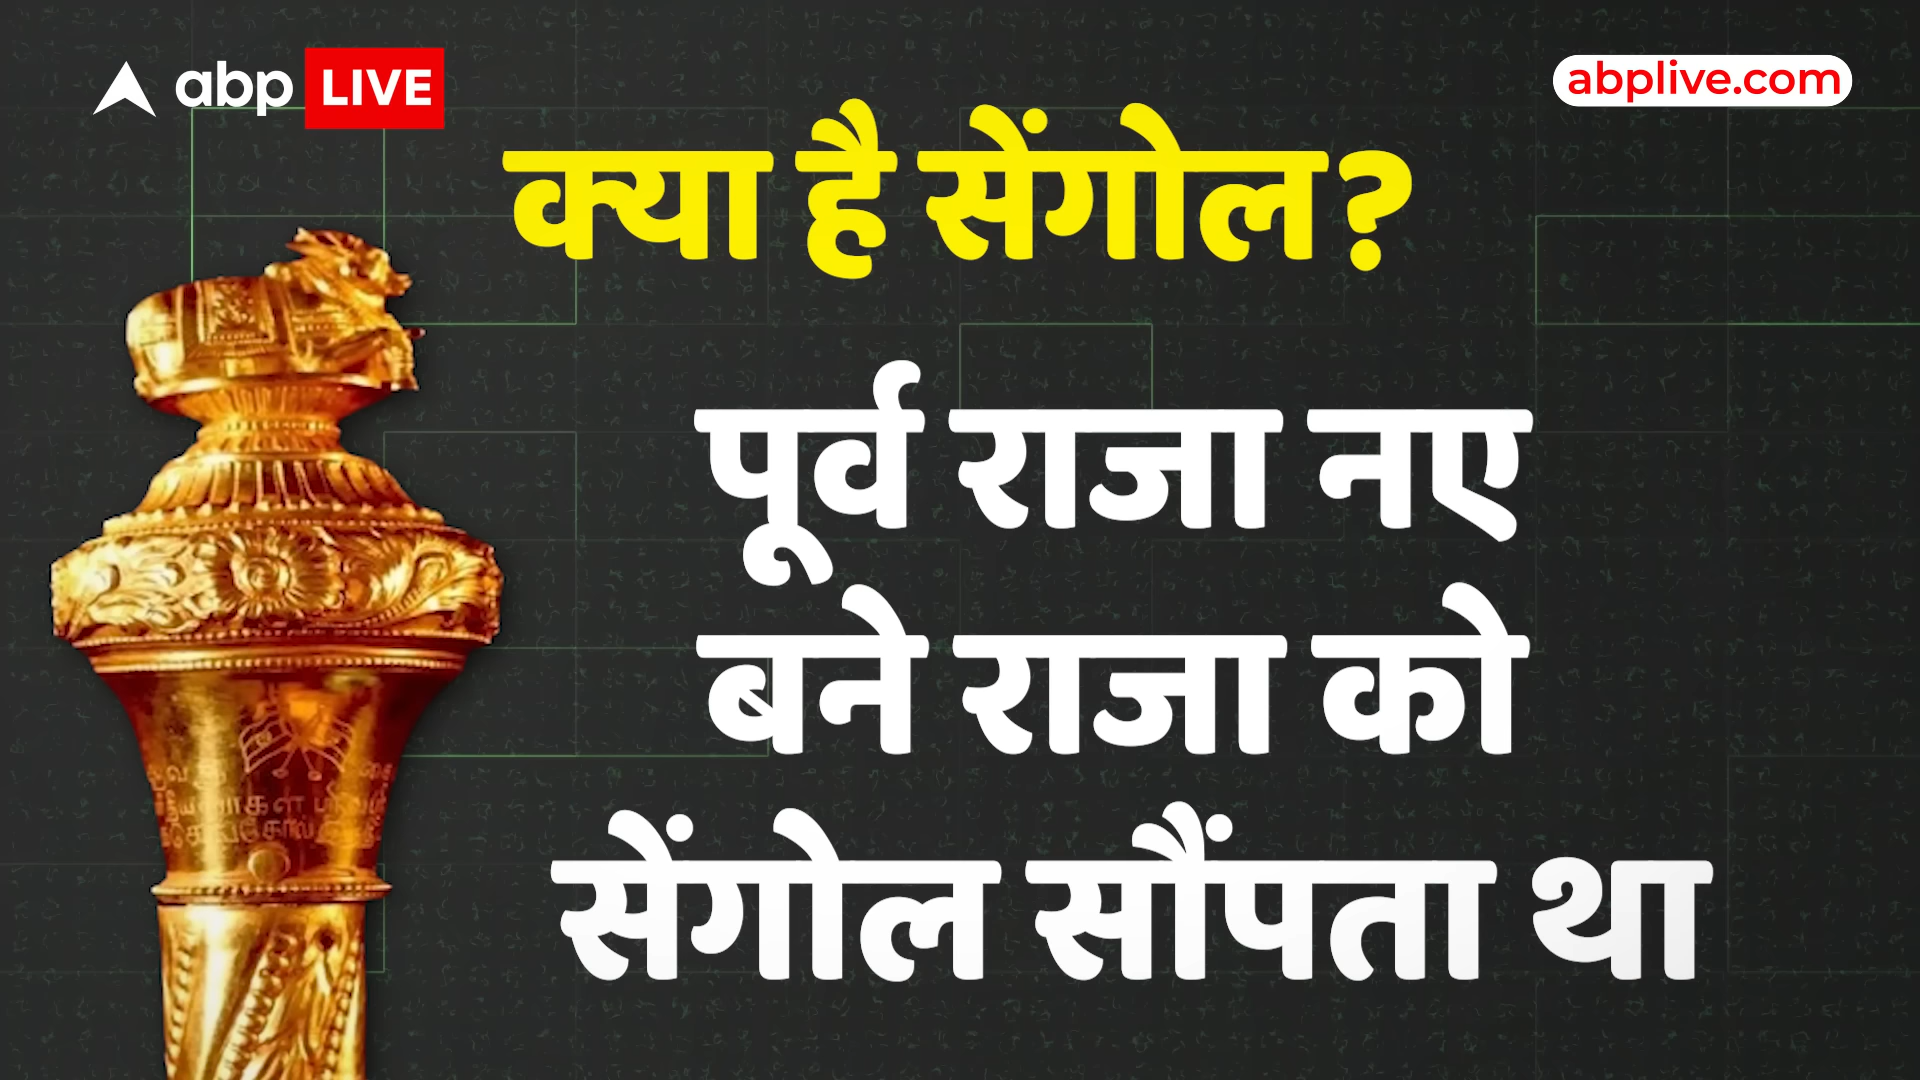 abp LIVE
abplive.com
क्या है सेंगोल?
पूर्व राजा नए
बने राजा को
सेंगोल सौंपता था